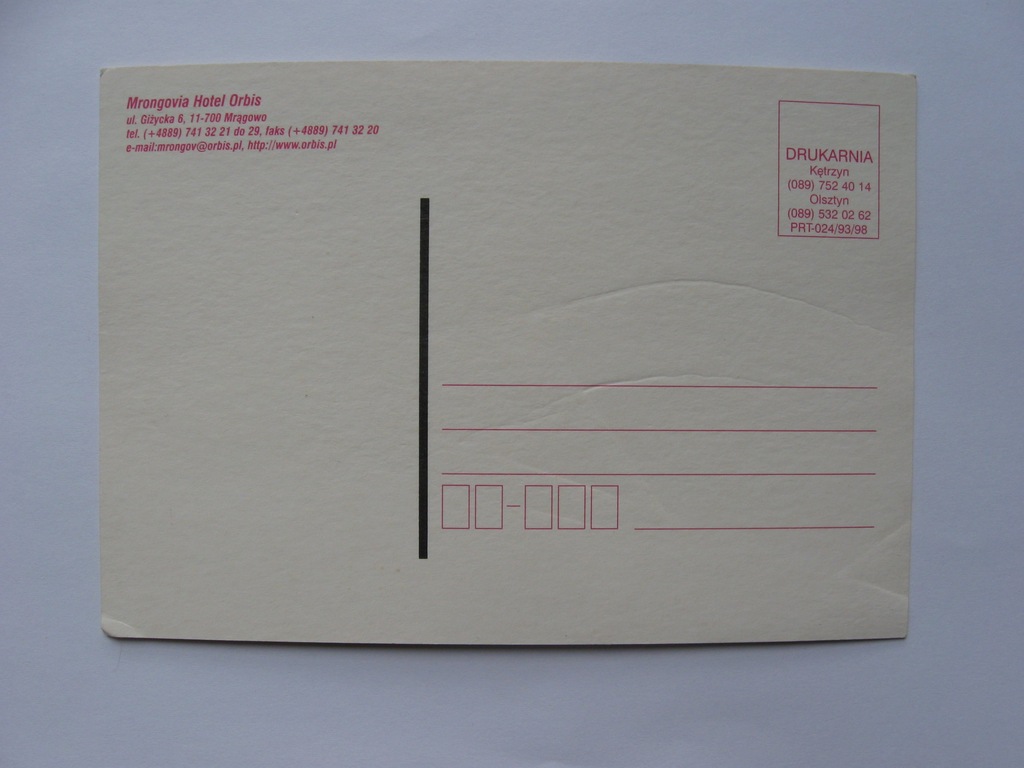 Mrongovia Hotel Orbis
ul. Giżycka 6, 11-700 Mrągowo
tel. (+4889) 741 32 21 do 29, faks (+4889) 741 32 20
e-mail:mrongov@orbis.pl, http://www.orbis.pl
DRUKARNIA
Kętrzyn
(089) 752 40 14
Olsztyn
(089) 532 02 62
PRT-024/93/98